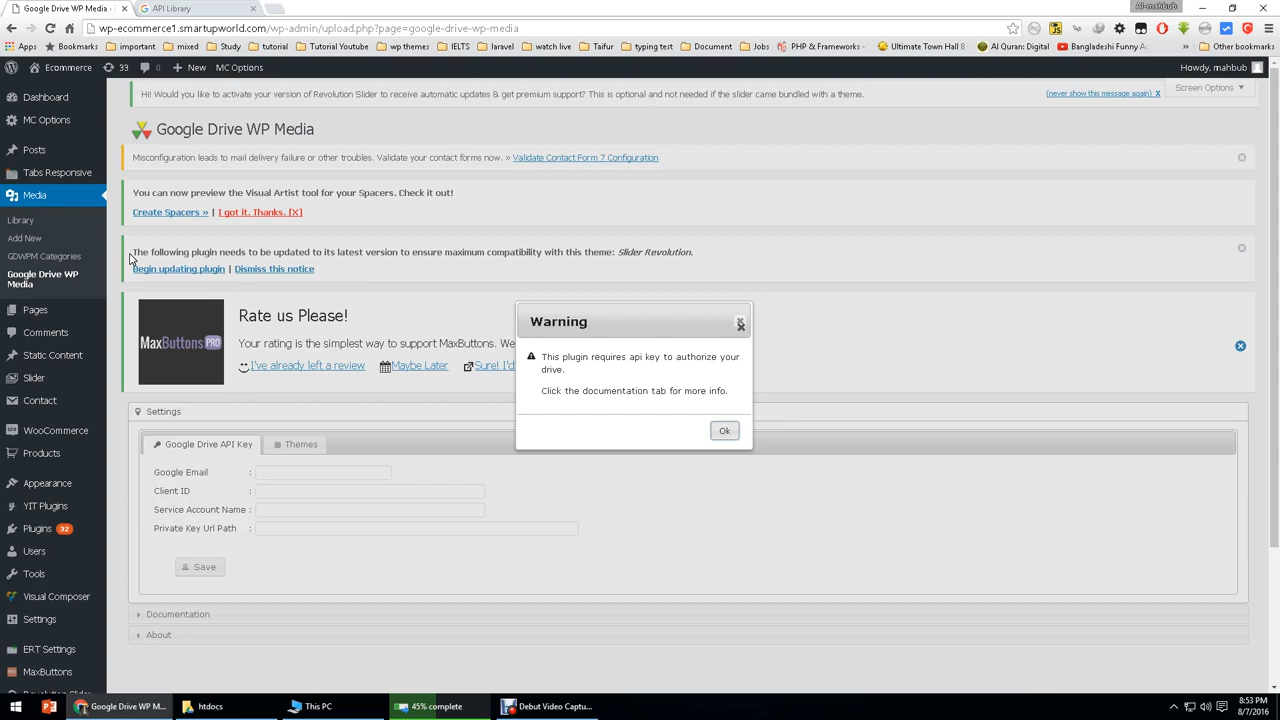 Google Drive WP Media
API Library
Al-mahbub
wp-ecommerce1.smartupworld.com/wp-admin/upload.php?page=google-drive-wp-media
Apps Bookmarks important mixed Study tutorial Tutorial Youtube wp themes IELTS laravel watch live Taifur typing test Document Jobs PHP & Frameworks Ultimate Town Hall 8 Al Quran: Digital Bangladeshi Funny A Other bookmarks
Ecommerce 33 0 New MC Options Howdy, mahbub
Hi! Would you like to activate your version of Revolution Slider to receive automatic updates & get premium support? This is optional and not needed if the slider came bundled with a theme. (never show this message again) X
Screen Options
Dashboard
MC Options
Posts
Tabs Responsive
Media
Library
Add New
GDWPM Categories
Google Drive WP
Media
Pages
Comments
Static Content
Slider
Contact
WooCommerce
Products
Appearance
YIT Plugins
Plugins 32
Users
Tools
Visual Composer
Settings
ERT Settings
MaxButtons
Revolution Slider
Google Drive WP Media
Misconfiguration leads to mail delivery failure or other troubles. Validate your contact forms now. » Validate Contact Form 7 Configuration
You can now preview the Visual Artist tool for your Spacers. Check it out!
Create Spacers » | I got it. Thanks. [X]
The following plugin needs to be updated to its latest version to ensure maximum compatibility with this theme: Slider Revolution.
Begin updating plugin | Dismiss this notice
MAXBUTTONS PRO
Rate us Please!
Your rating is the simplest way to support MaxButtons. We
I've already left a review Maybe Later Sure! I'd
Warning
This plugin requires api key to authorize your
drive.
Click the documentation tab for more info.
Ok
Settings
Google Drive API Key Themes
Google Email :
Client ID :
Service Account Name :
Private Key Url Path :
Save
Documentation
About
Google Drive WP M... htdocs This PC 45% complete Debut Video Captu...
8:53 PM
8/7/2016